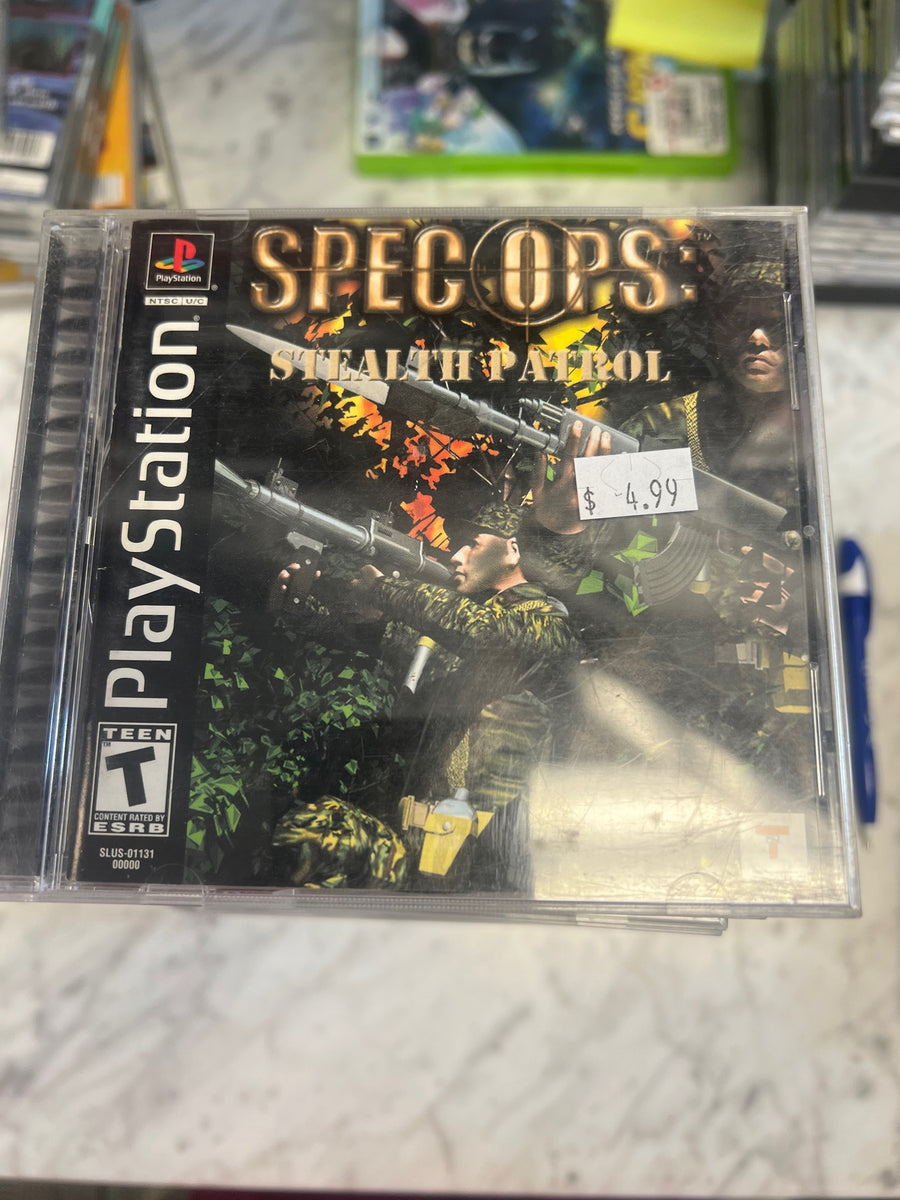 PlayStation
NTSC U/C
PlayStation
SPEC OPS:
STEALTH PATROL
$ 4.99
TEEN
T
CONTENT RATED BY
ESRB
SLUS-01131
00000
T